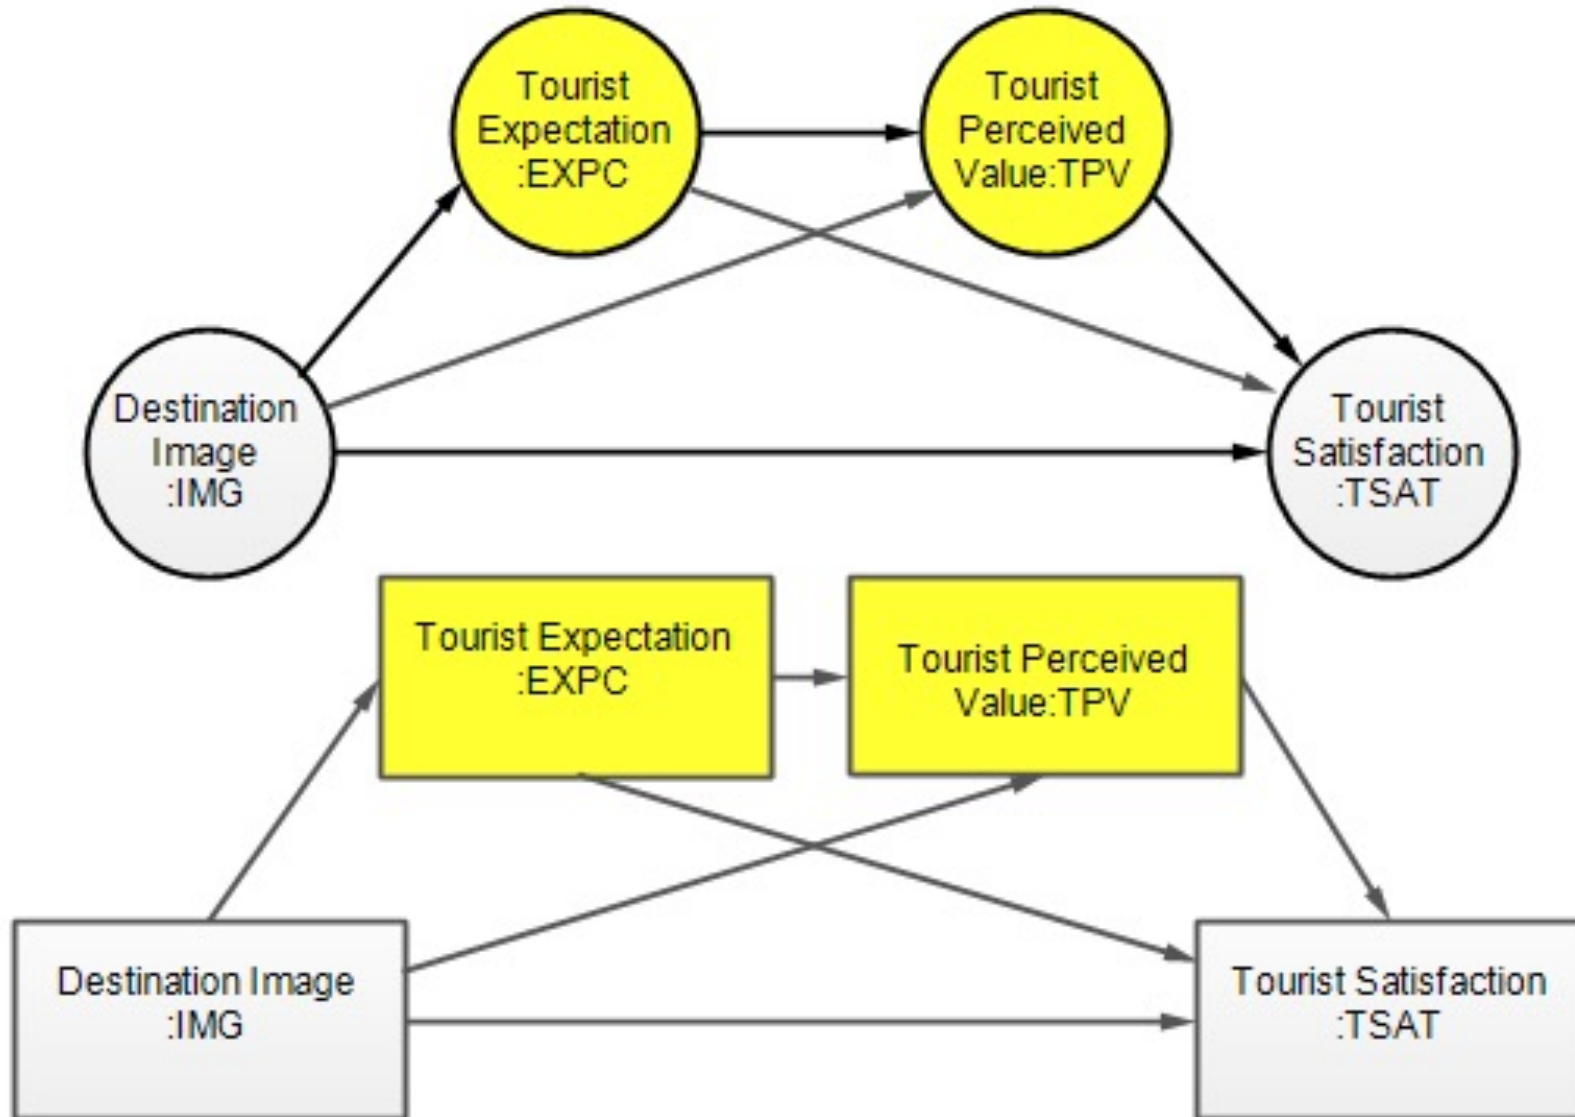 Tourist
Expectation
:EXPC
Tourist
Perceived
Value:TPV
Destination
Image
:IMG
Tourist
Satisfaction
:TSAT
Tourist Expectation
:EXPC
Tourist Perceived
Value:TPV
Destination Image
:IMG
Tourist Satisfaction
:TSAT